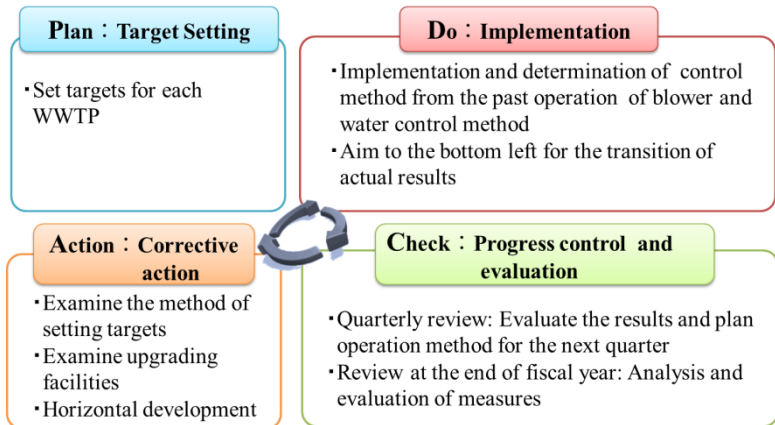 Plan：Target Setting
・Set targets for each
WWTP
Do：Implementation
・Implementation and determination of control
method from the past operation of blower and
water control method
・Aim to the bottom left for the transition of
actual results
Action：Corrective
action
・Examine the method of
setting targets
・Examine upgrading
facilities
・Horizontal development
Check：Progress control and
evaluation
・Quarterly review: Evaluate the results and plan
operation method for the next quarter
・Review at the end of fiscal year: Analysis and
evaluation of measures